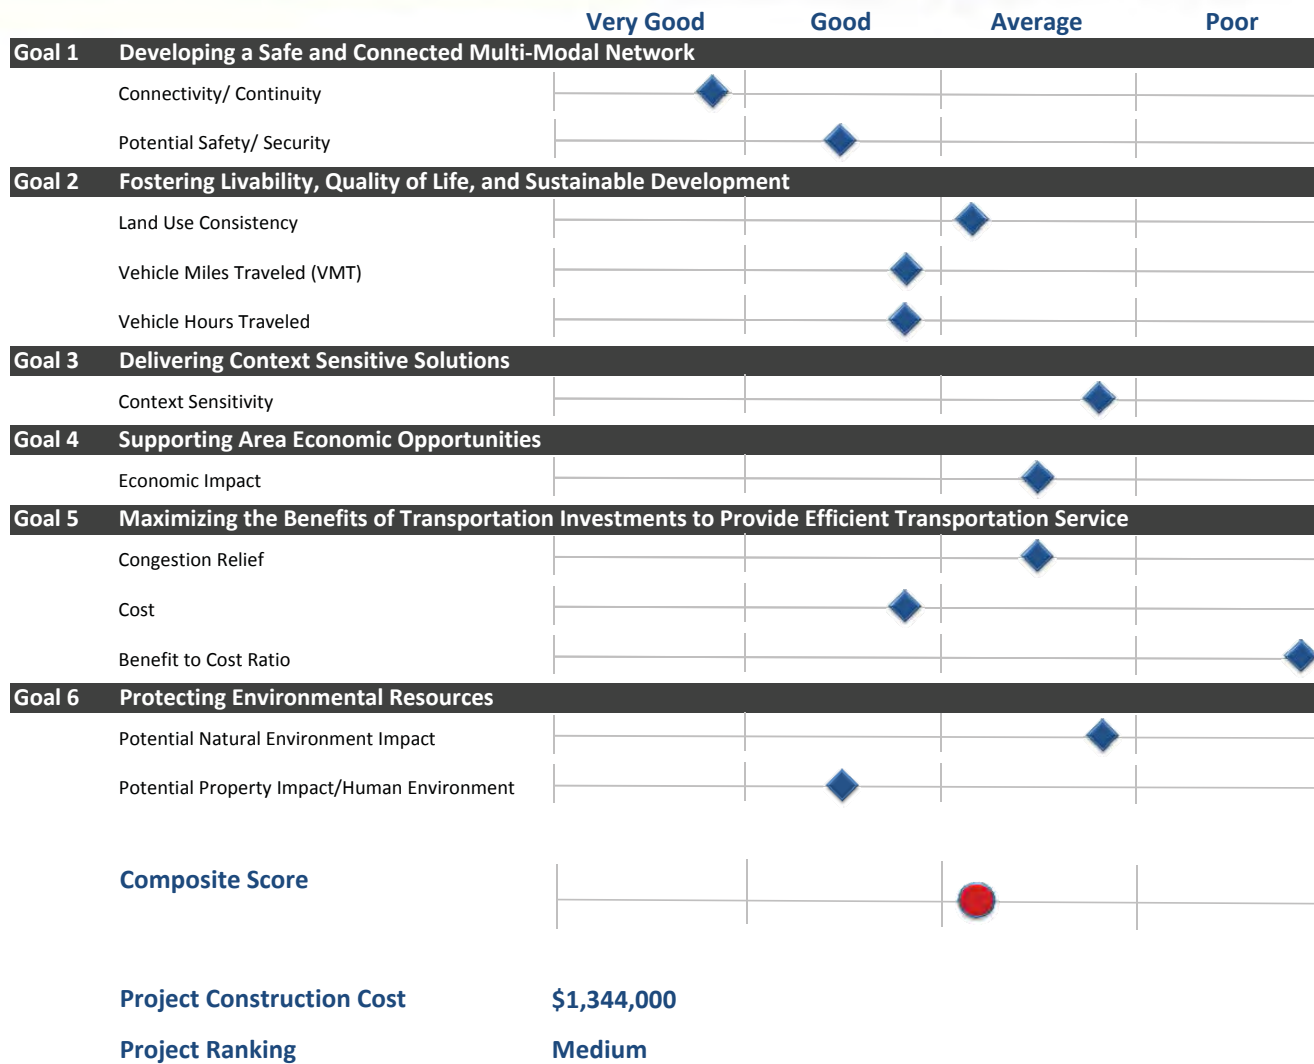 Very Good Good Average Poor
Goal 1 Developing a Safe and Connected Multi-Modal Network
Connectivity/ Continuity
Potential Safety/ Security
Goal 2 Fostering Livability, Quality of Life, and Sustainable Development
Land Use Consistency
Vehicle Miles Traveled (VMT)
Vehicle Hours Traveled
Goal 3 Delivering Context Sensitive Solutions
Context Sensitivity
Goal 4 Supporting Area Economic Opportunities
Economic Impact
Goal 5 Maximizing the Benefits of Transportation Investments to Provide Efficient Transportation Service
Congestion Relief
Cost
Benefit to Cost Ratio
Goal 6 Protecting Environmental Resources
Potential Natural Environment Impact
Potential Property Impact/Human Environment
Composite Score
Project Construction Cost $1,344,000
Project Ranking Medium